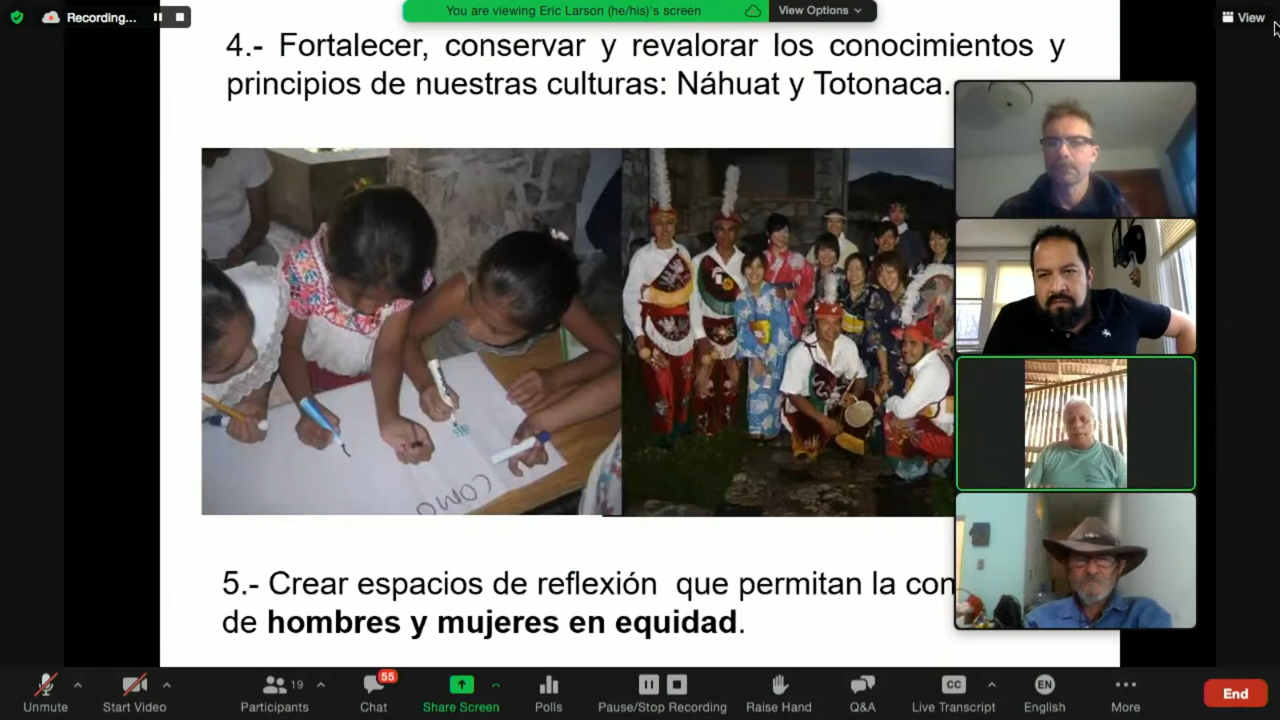 Recording...
You are viewing Eric Larson (he/his)'s screen
View Options
View
4.- Fortalecer, conservar y revalorar los conocimientos y
principios de nuestras culturas: Náhuat y Totonaca.
COMO
5.- Crear espacios de reflexión que permitan la con
de hombres y mujeres en equidad.
Unmute
Start Video
Participants
19
Chat
55
Share Screen
Polls
Pause/Stop Recording
Raise Hand
Q&A
CC
Live Transcript
EN
English
More
End